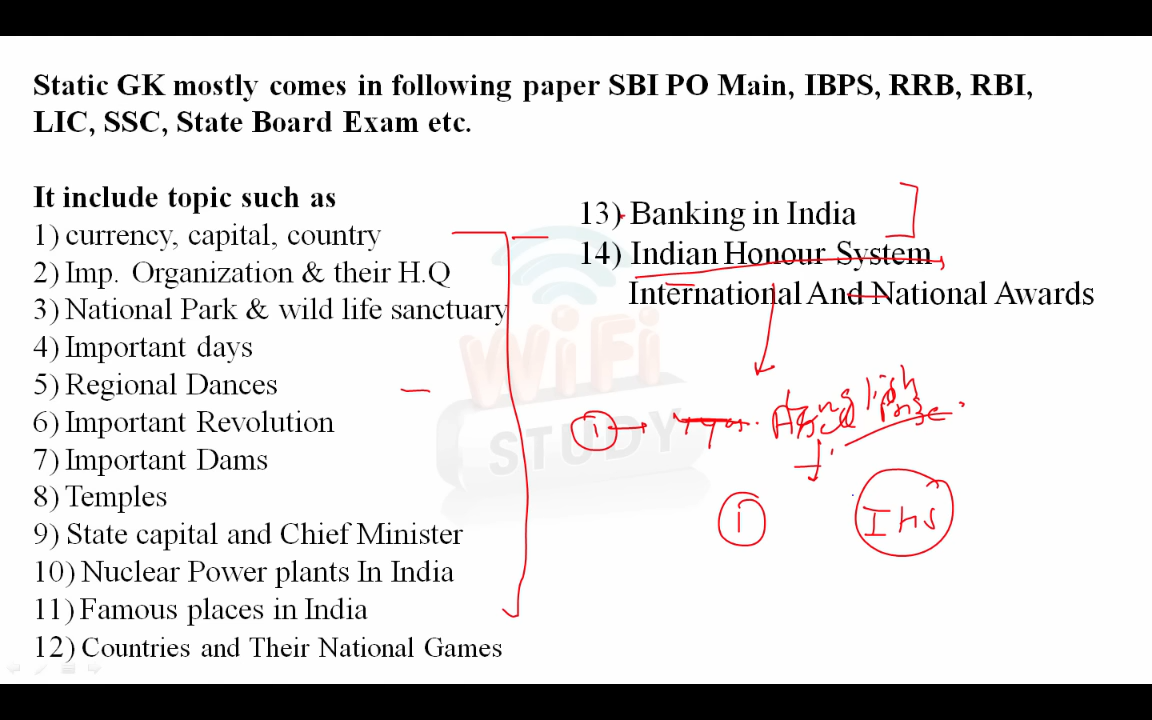 Static GK mostly comes in following paper SBI PO Main, IBPS, RRB, RBI,
LIC, SSC, State Board Exam etc.
It include topic such as
1) currency, capital, country
2) Imp. Organization & their H.Q
3) National Park & wild life sanctuary
4) Important days
5) Regional Dances
6) Important Revolution
7) Important Dams
8) Temples
9) State capital and Chief Minister
10) Nuclear Power plants In India
11) Famous places in India
12) Countries and Their National Games
13) Banking in India
14) Indian Honour System
International And National Awards
WiFi
STUDY